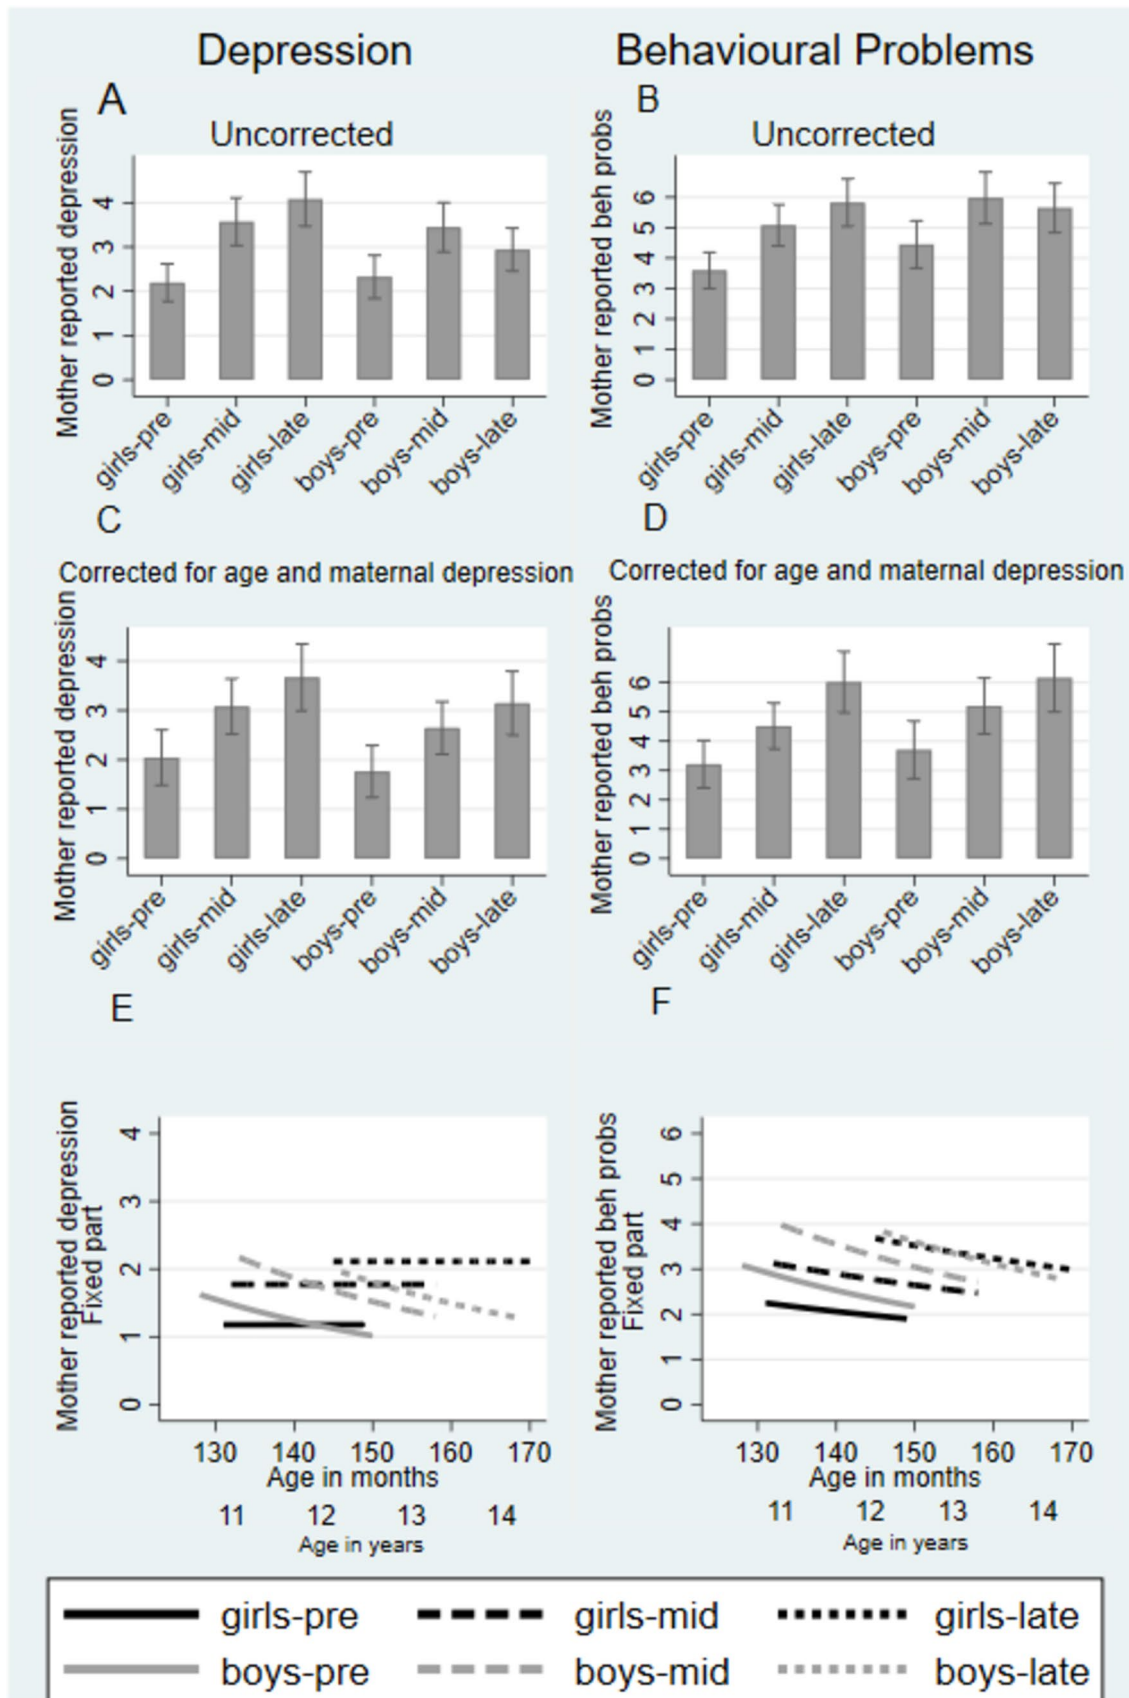 Depression
Behavioural Problems
A
Uncorrected
Mother reported depression
4
3
2
1
0
girls-pre
girls-mid
girls-late
boys-pre
boys-mid
boys-late
B
Uncorrected
Mother reported beh probs
6
5
4
3
2
1
0
girls-pre
girls-mid
girls-late
boys-pre
boys-mid
boys-late
C
Corrected for age and maternal depression
Mother reported depression
4
3
2
1
0
girls-pre
girls-mid
girls-late
boys-pre
boys-mid
boys-late
D
Corrected for age and maternal depression
Mother reported beh probs
6
5
4
3
2
1
0
girls-pre
girls-mid
girls-late
boys-pre
boys-mid
boys-late
E
Mother reported depression
Fixed part
4
3
2
1
0
130 140 150 160 170
Age in months
11 12 13 14
Age in years
F
Mother reported beh probs
Fixed part
6
5
4
3
2
1
0
130 140 150 160 170
Age in months
11 12 13 14
Age in years
girls-pre girls-mid girls-late
boys-pre boys-mid boys-late